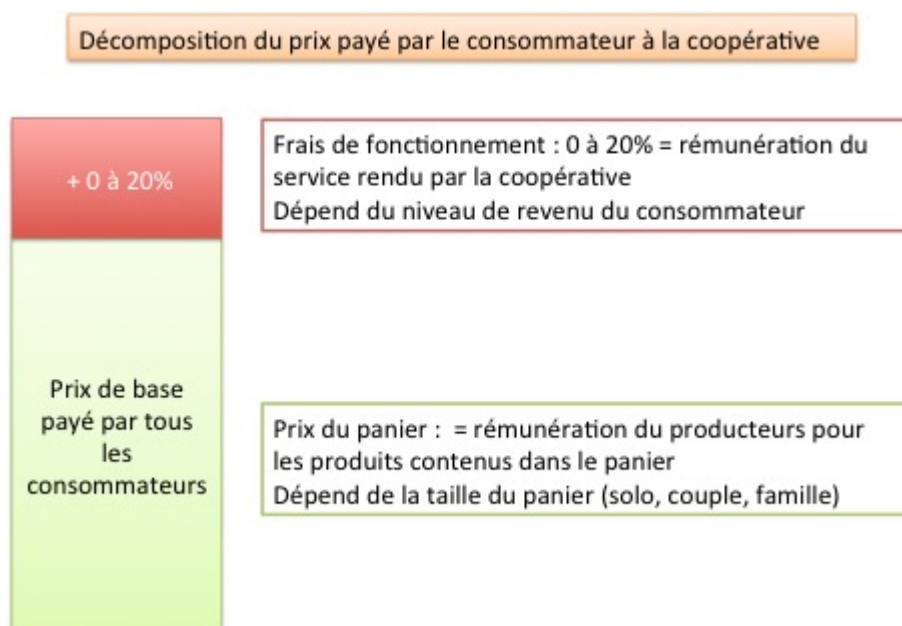 Décomposition du prix payé par le consommateur à la coopérative
+ 0 à 20%
Frais de fonctionnement : 0 à 20% = rémunération du
service rendu par la coopérative
Dépend du niveau de revenu du consommateur
Prix de base
payé par tous
les
consommateurs
Prix du panier :  = rémunération du producteurs pour
les produits contenus dans le panier
Dépend de la taille du panier (solo, couple, famille)